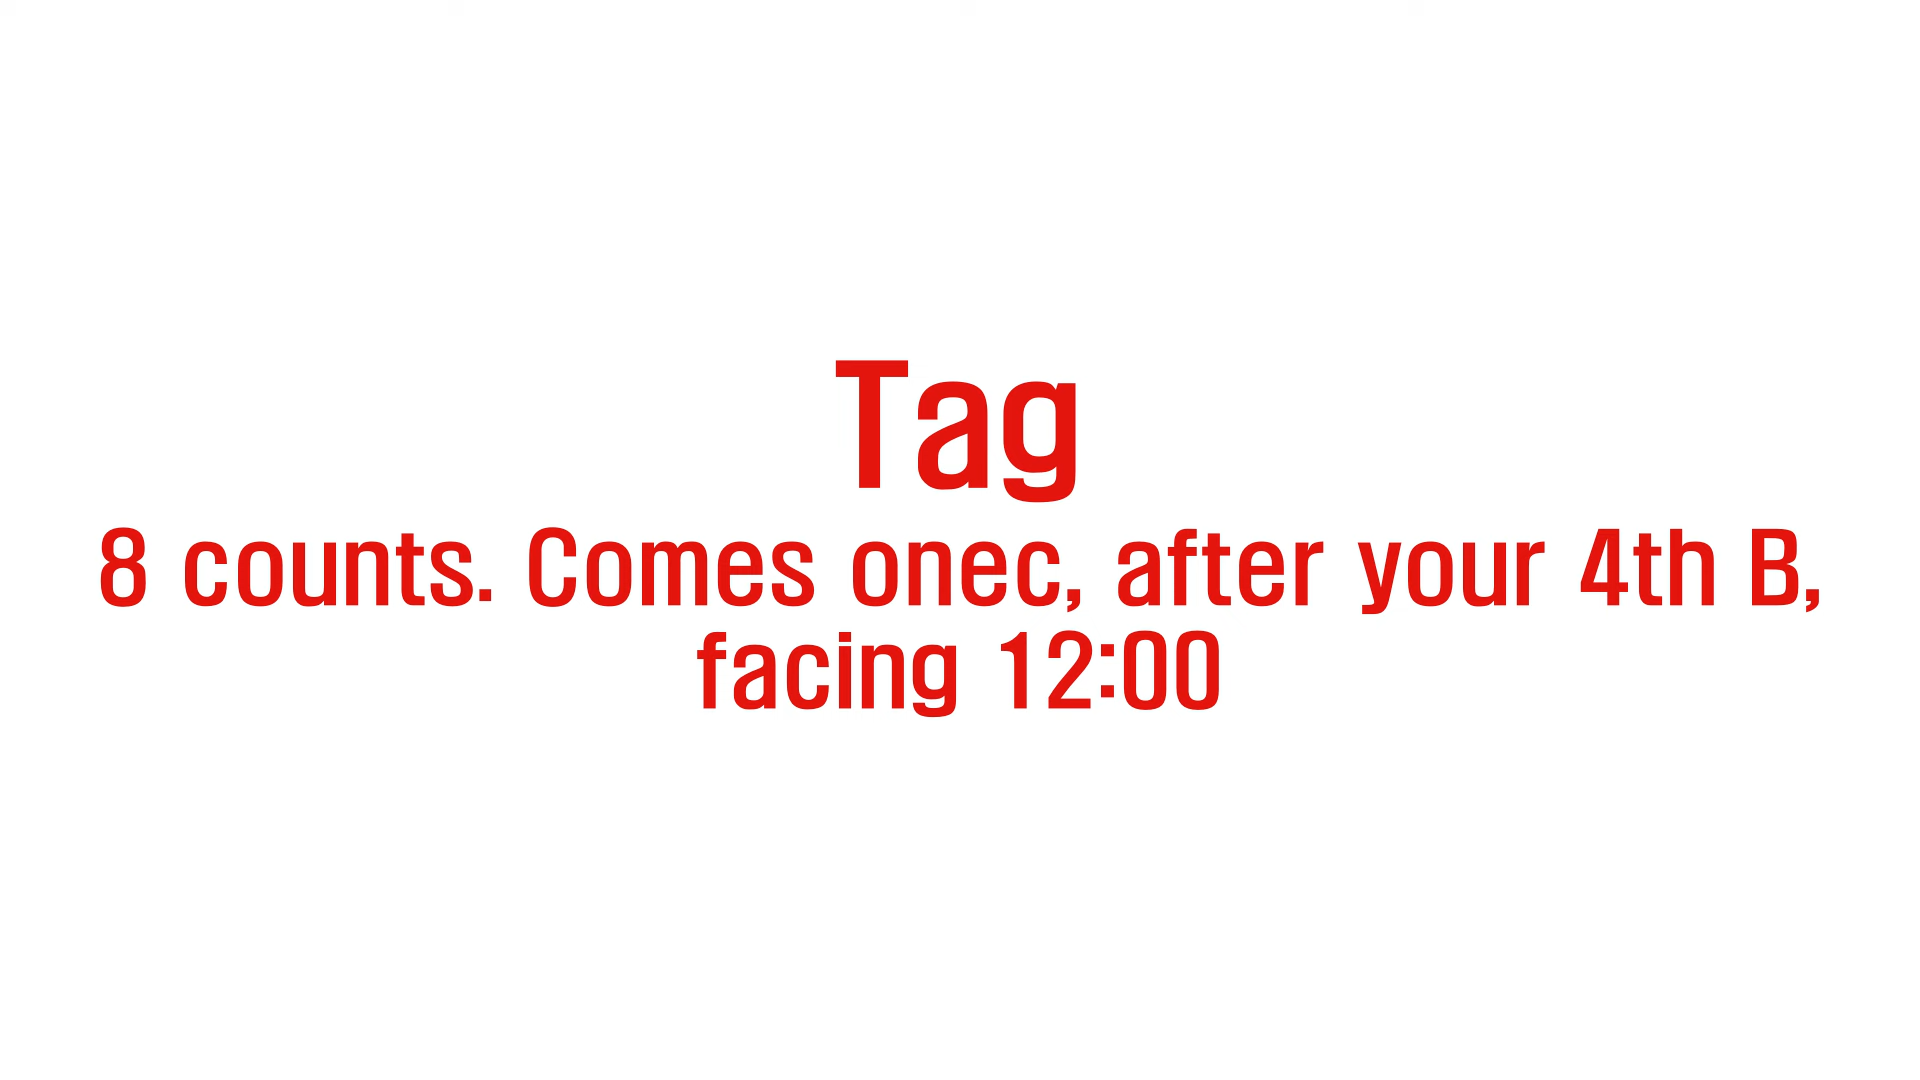 Tag
8 counts. Comes onec, after your 4th B,
facing 12:00